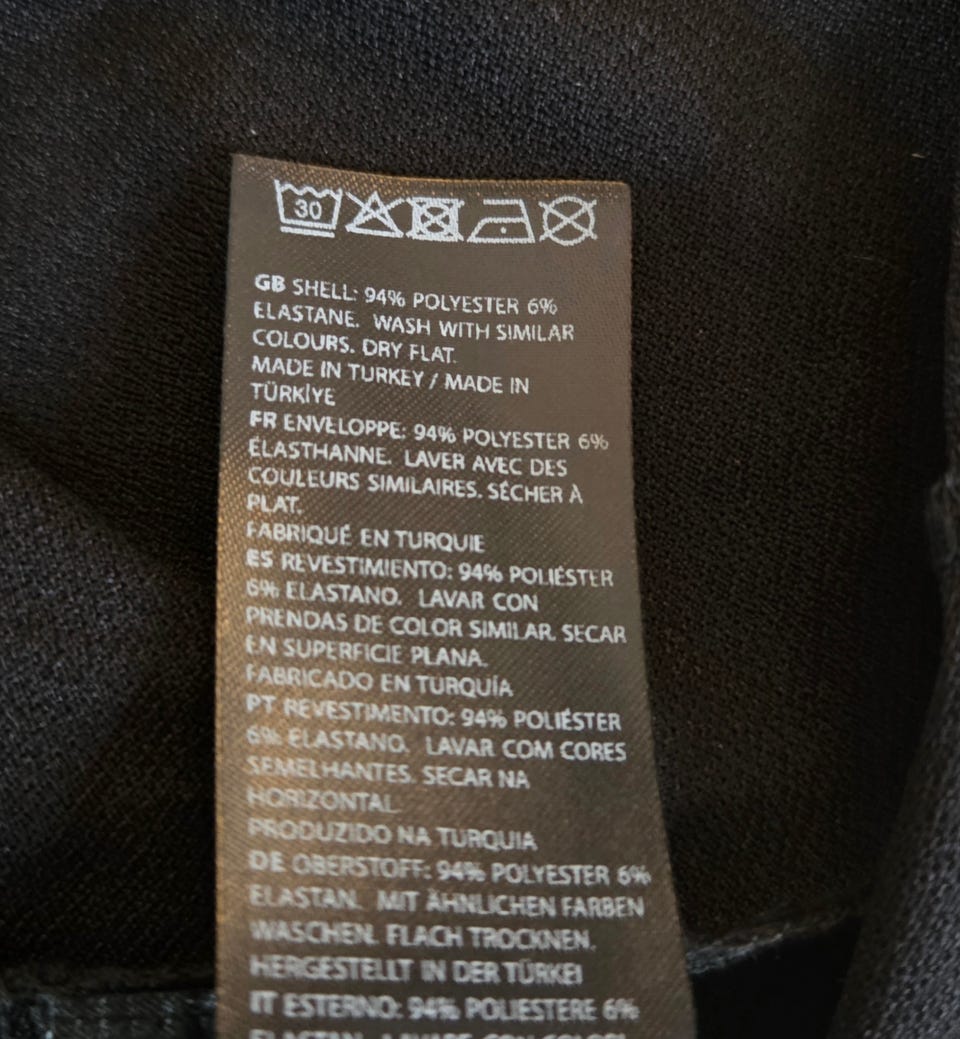 30
GB SHELL: 94% POLYESTER 6%
ELASTANE. WASH WITH SIMILAR
COLOURS. DRY FLAT.
MADE IN TURKEY / MADE IN
TÜRKİYE
FR ENVELOPPE: 94% POLYESTER 6%
ÉLASTHANNE. LAVER AVEC DES
COULEURS SIMILAIRES. SÉCHER À
PLAT.
FABRIQUÉ EN TURQUIE
ES REVESTIMIENTO: 94% POLIÉSTER
6% ELASTANO. LAVAR CON
PRENDAS DE COLOR SIMILAR. SECAR
EN SUPERFICIE PLANA.
FABRICADO EN TURQUÍA
PT REVESTIMENTO: 94% POLIÉSTER
6% ELASTANO. LAVAR COM CORES
SEMELHANTES. SECAR NA
HORIZONTAL
PRODUZIDO NA TURQUIA
DE OBERSTOFF: 94% POLYESTER 6%
ELASTAN. MIT ÄHNLICHEN FARBEN
WASCHEN. FLACH TROCKNEN.
HERGESTELLT IN DER TÜRKEI
IT ESTERNO: 94% POLIESTERE 6%